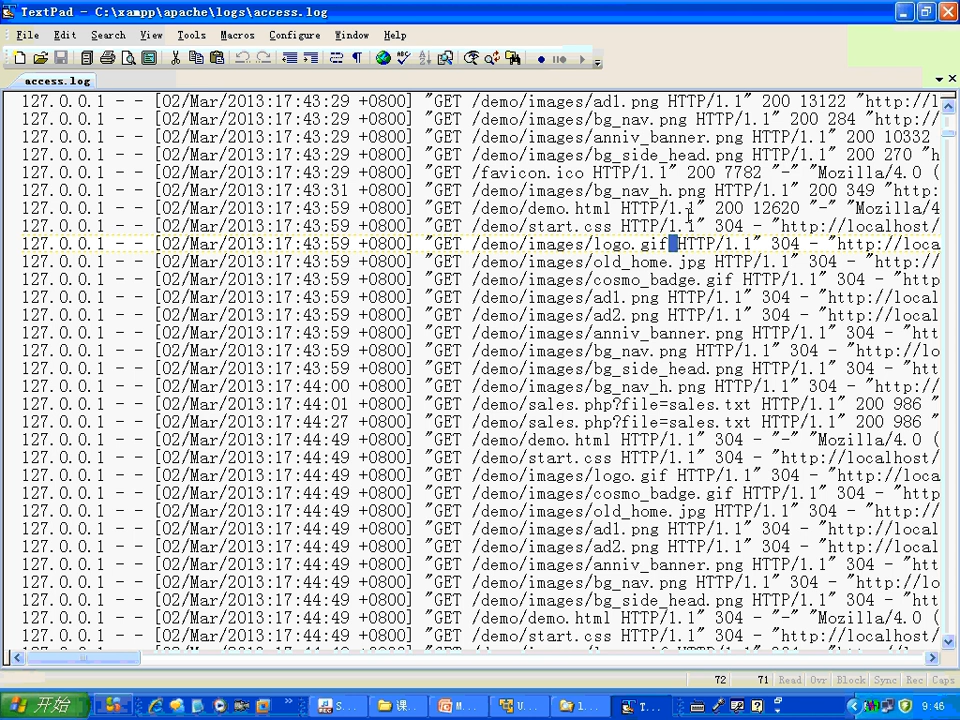 TextPad - C:\xampp\apache\logs\access.log
File Edit Search View Tools Macros Configure Window Help
access.log
127.0.0.1 - - [02/Mar/2013:17:43:29 +0800] "GET /demo/images/ad1.png HTTP/1.1" 200 13122 "http://l
127.0.0.1 - - [02/Mar/2013:17:43:29 +0800] "GET /demo/images/bg_nav.png HTTP/1.1" 200 284 "http://
127.0.0.1 - - [02/Mar/2013:17:43:29 +0800] "GET /demo/images/anniv_banner.png HTTP/1.1" 200 10332
127.0.0.1 - - [02/Mar/2013:17:43:29 +0800] "GET /demo/images/bg_side_head.png HTTP/1.1" 200 270 "h
127.0.0.1 - - [02/Mar/2013:17:43:29 +0800] "GET /favicon.ico HTTP/1.1" 200 7782 "-" "Mozilla/4.0 (
127.0.0.1 - - [02/Mar/2013:17:43:31 +0800] "GET /demo/images/bg_nav_h.png HTTP/1.1" 200 349 "http:
127.0.0.1 - - [02/Mar/2013:17:43:59 +0800] "GET /demo/demo.html HTTP/1.1" 200 12620 "-" "Mozilla/4
127.0.0.1 - - [02/Mar/2013:17:43:59 +0800] "GET /demo/start.css HTTP/1.1" 304 - "http://localhost/
127.0.0.1 - - [02/Mar/2013:17:43:59 +0800] "GET /demo/images/logo.gif HTTP/1.1" 304 - "http://loca
127.0.0.1 - - [02/Mar/2013:17:43:59 +0800] "GET /demo/images/old_home.jpg HTTP/1.1" 304 - "http://
127.0.0.1 - - [02/Mar/2013:17:43:59 +0800] "GET /demo/images/cosmo_badge.gif HTTP/1.1" 304 - "http
127.0.0.1 - - [02/Mar/2013:17:43:59 +0800] "GET /demo/images/ad1.png HTTP/1.1" 304 - "http://local
127.0.0.1 - - [02/Mar/2013:17:43:59 +0800] "GET /demo/images/ad2.png HTTP/1.1" 304 - "http://local
127.0.0.1 - - [02/Mar/2013:17:43:59 +0800] "GET /demo/images/anniv_banner.png HTTP/1.1" 304 - "htt
127.0.0.1 - - [02/Mar/2013:17:43:59 +0800] "GET /demo/images/bg_nav.png HTTP/1.1" 304 - "http://lo
127.0.0.1 - - [02/Mar/2013:17:43:59 +0800] "GET /demo/images/bg_side_head.png HTTP/1.1" 304 - "htt
127.0.0.1 - - [02/Mar/2013:17:44:00 +0800] "GET /demo/images/bg_nav_h.png HTTP/1.1" 304 - "http://
127.0.0.1 - - [02/Mar/2013:17:44:01 +0800] "GET /demo/sales.php?file=sales.txt HTTP/1.1" 200 986 "
127.0.0.1 - - [02/Mar/2013:17:44:27 +0800] "GET /demo/sales.php?file=sales.txt HTTP/1.1" 200 986 "
127.0.0.1 - - [02/Mar/2013:17:44:49 +0800] "GET /demo/demo.html HTTP/1.1" 304 - "-" "Mozilla/4.0 (
127.0.0.1 - - [02/Mar/2013:17:44:49 +0800] "GET /demo/start.css HTTP/1.1" 304 - "http://localhost/
127.0.0.1 - - [02/Mar/2013:17:44:49 +0800] "GET /demo/images/logo.gif HTTP/1.1" 304 - "http://loca
127.0.0.1 - - [02/Mar/2013:17:44:49 +0800] "GET /demo/images/cosmo_badge.gif HTTP/1.1" 304 - "http
127.0.0.1 - - [02/Mar/2013:17:44:49 +0800] "GET /demo/images/old_home.jpg HTTP/1.1" 304 - "http://
127.0.0.1 - - [02/Mar/2013:17:44:49 +0800] "GET /demo/images/ad1.png HTTP/1.1" 304 - "http://local
127.0.0.1 - - [02/Mar/2013:17:44:49 +0800] "GET /demo/images/ad2.png HTTP/1.1" 304 - "http://local
127.0.0.1 - - [02/Mar/2013:17:44:49 +0800] "GET /demo/images/anniv_banner.png HTTP/1.1" 304 - "htt
127.0.0.1 - - [02/Mar/2013:17:44:49 +0800] "GET /demo/images/bg_nav.png HTTP/1.1" 304 - "http://lo
127.0.0.1 - - [02/Mar/2013:17:44:49 +0800] "GET /demo/images/bg_side_head.png HTTP/1.1" 304 - "htt
127.0.0.1 - - [02/Mar/2013:17:44:49 +0800] "GET /demo/demo.html HTTP/1.1" 304 - "-" "Mozilla/4.0 (
127.0.0.1 - - [02/Mar/2013:17:44:49 +0800] "GET /demo/start.css HTTP/1.1" 304 - "http://localhost/
72 71 Read Ovr Block Sync Rec Caps
开始 S... 课... M... U... 1... T... 9:46